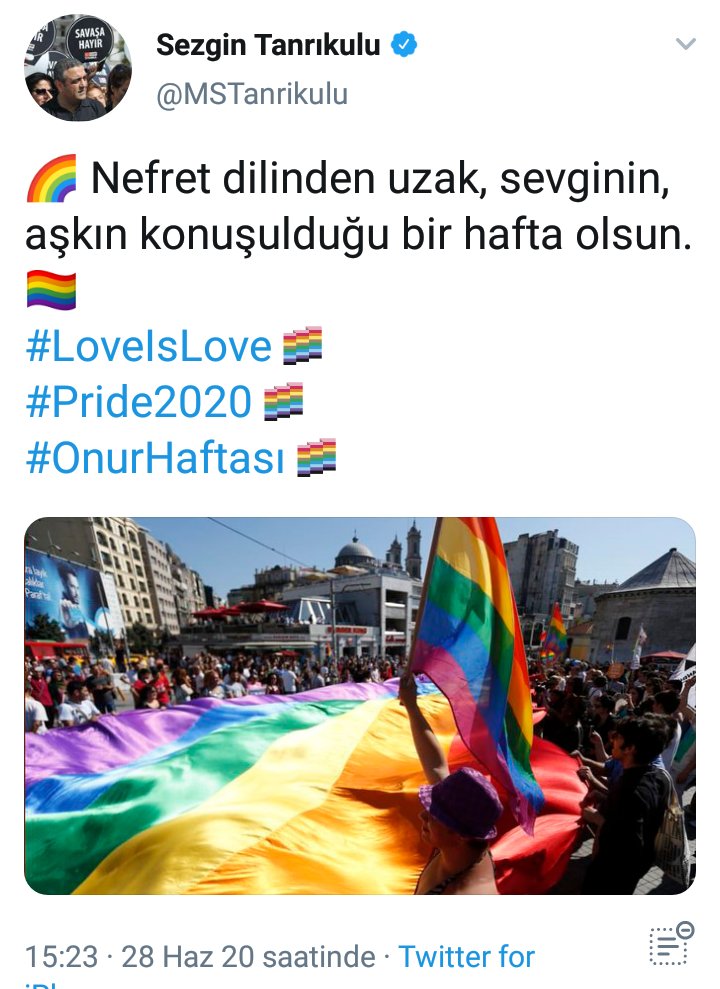 SAVAŞA
HAYIR
Sezgin Tanrıkulu
@MSTanrikulu
🌈 Nefret dilinden uzak, sevginin,
aşkın konuşulduğu bir hafta olsun.
🏳️‍🌈
#LoveIsLove
#Pride2020
#OnurHaftası
15:23 · 28 Haz 20 saatinde · Twitter for